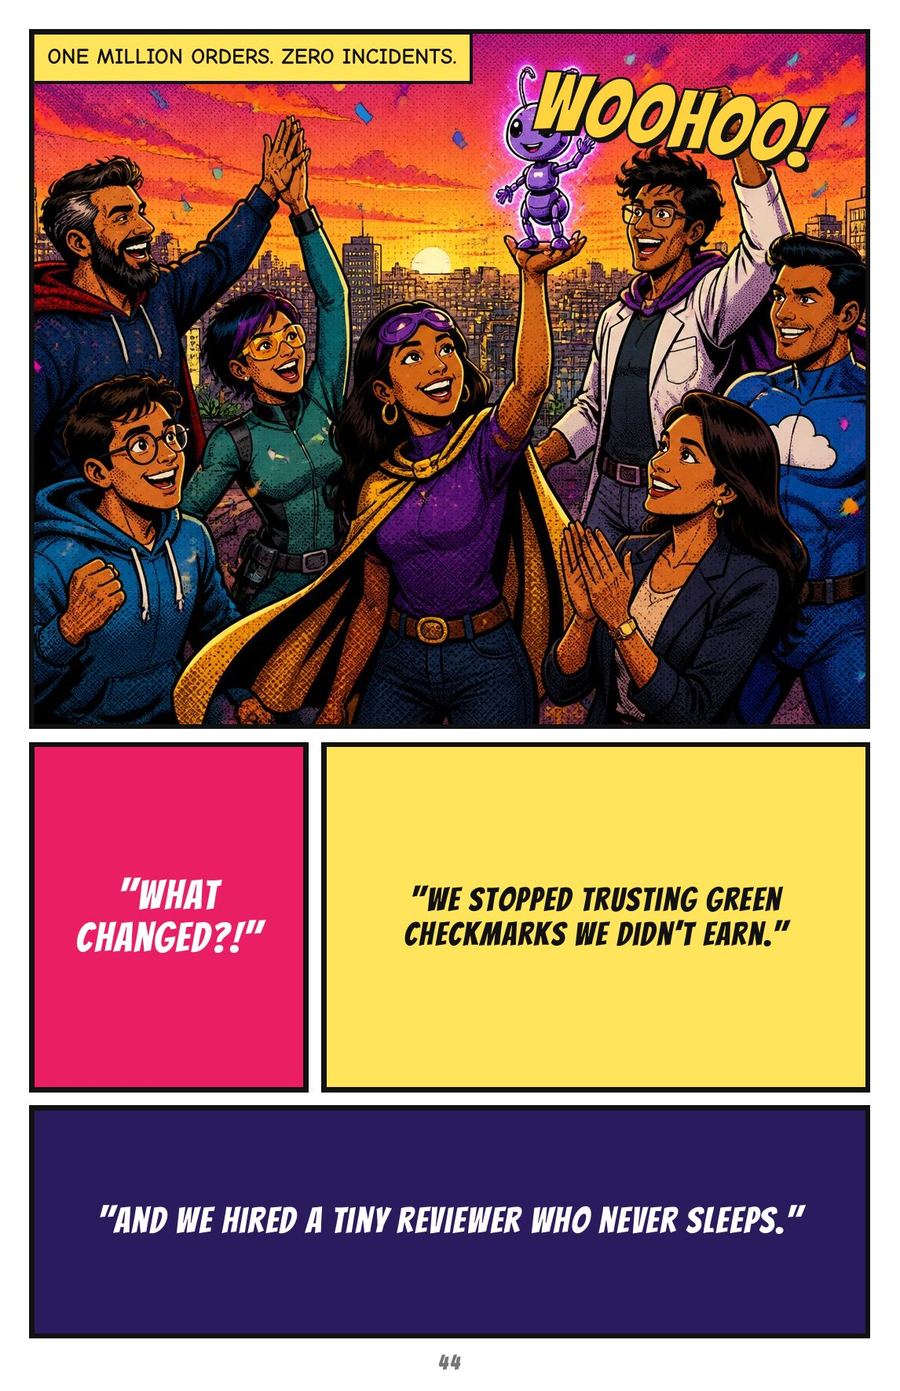 ONE MILLION ORDERS. ZERO INCIDENTS.
WOOHOO!
"WHAT
CHANGED?!"
"WE STOPPED TRUSTING GREEN
CHECKMARKS WE DIDN'T EARN."
"AND WE HIRED A TINY REVIEWER WHO NEVER SLEEPS."
44